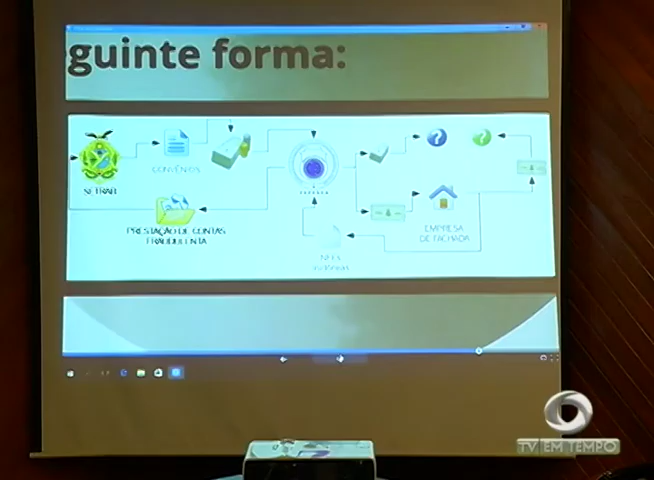 guinte forma:
SETRAB
CONVÊNIOS
PRESTAÇÃO DE CONTAS
FRAUDULENTA
EMPRESA
DE FACHADA
TV EM TEMPO